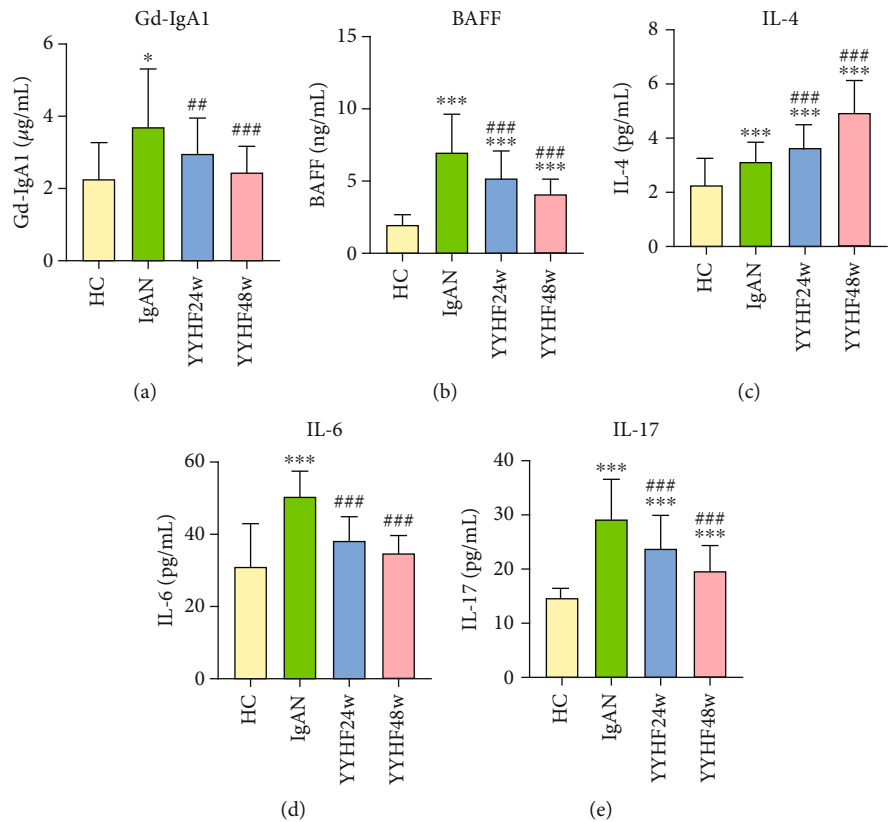 Gd-IgA1
Gd-IgA1 (μg/mL)
6
4
2
0
*
##
###
HC
IgAN
YYHF24w
YYHF48w
(a)
BAFF
BAFF (ng/mL)
15
10
5
0
***
###
***
###
***
HC
IgAN
YYHF24w
YYHF48w
(b)
IL-4
IL-4 (pg/mL)
8
6
4
2
0
***
###
***
###
***
HC
IgAN
YYHF24w
YYHF48w
(c)
IL-6
IL-6 (pg/mL)
60
40
20
0
***
###
###
HC
IgAN
YYHF24w
YYHF48w
(d)
IL-17
IL-17 (pg/mL)
40
30
20
10
0
***
###
***
###
***
HC
IgAN
YYHF24w
YYHF48w
(e)